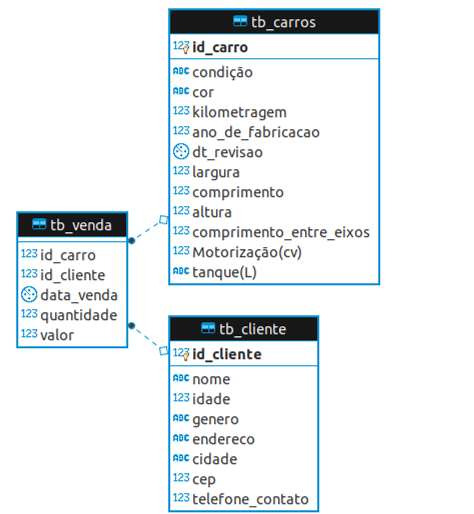 tb_carros
123 id_carro
ABC condição
ABC cor
123 kilometragem
123 ano_de_fabricacao
dt_revisao
123 largura
123 comprimento
123 altura
123 comprimento_entre_eixos
123 Motorização(cv)
ABC tanque(L)
tb_venda
123 id_carro
123 id_cliente
data_venda
123 quantidade
123 valor
tb_cliente
123 id_cliente
ABC nome
123 idade
ABC genero
ABC endereco
ABC cidade
123 cep
123 telefone_contato